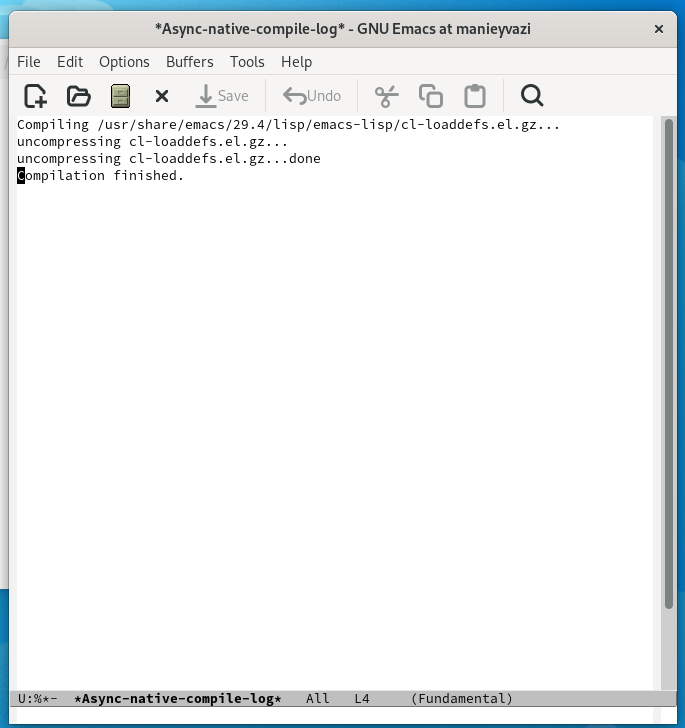 *Async-native-compile-log* - GNU Emacs at manieyvazi
File Edit Options Buffers Tools Help
Save Undo
Compiling /usr/share/emacs/29.4/lisp/emacs-lisp/cl-loaddefs.el.gz...
uncompressing cl-loaddefs.el.gz...
uncompressing cl-loaddefs.el.gz...done
Compilation finished.
U:%*- *Async-native-compile-log* All L4 (Fundamental)